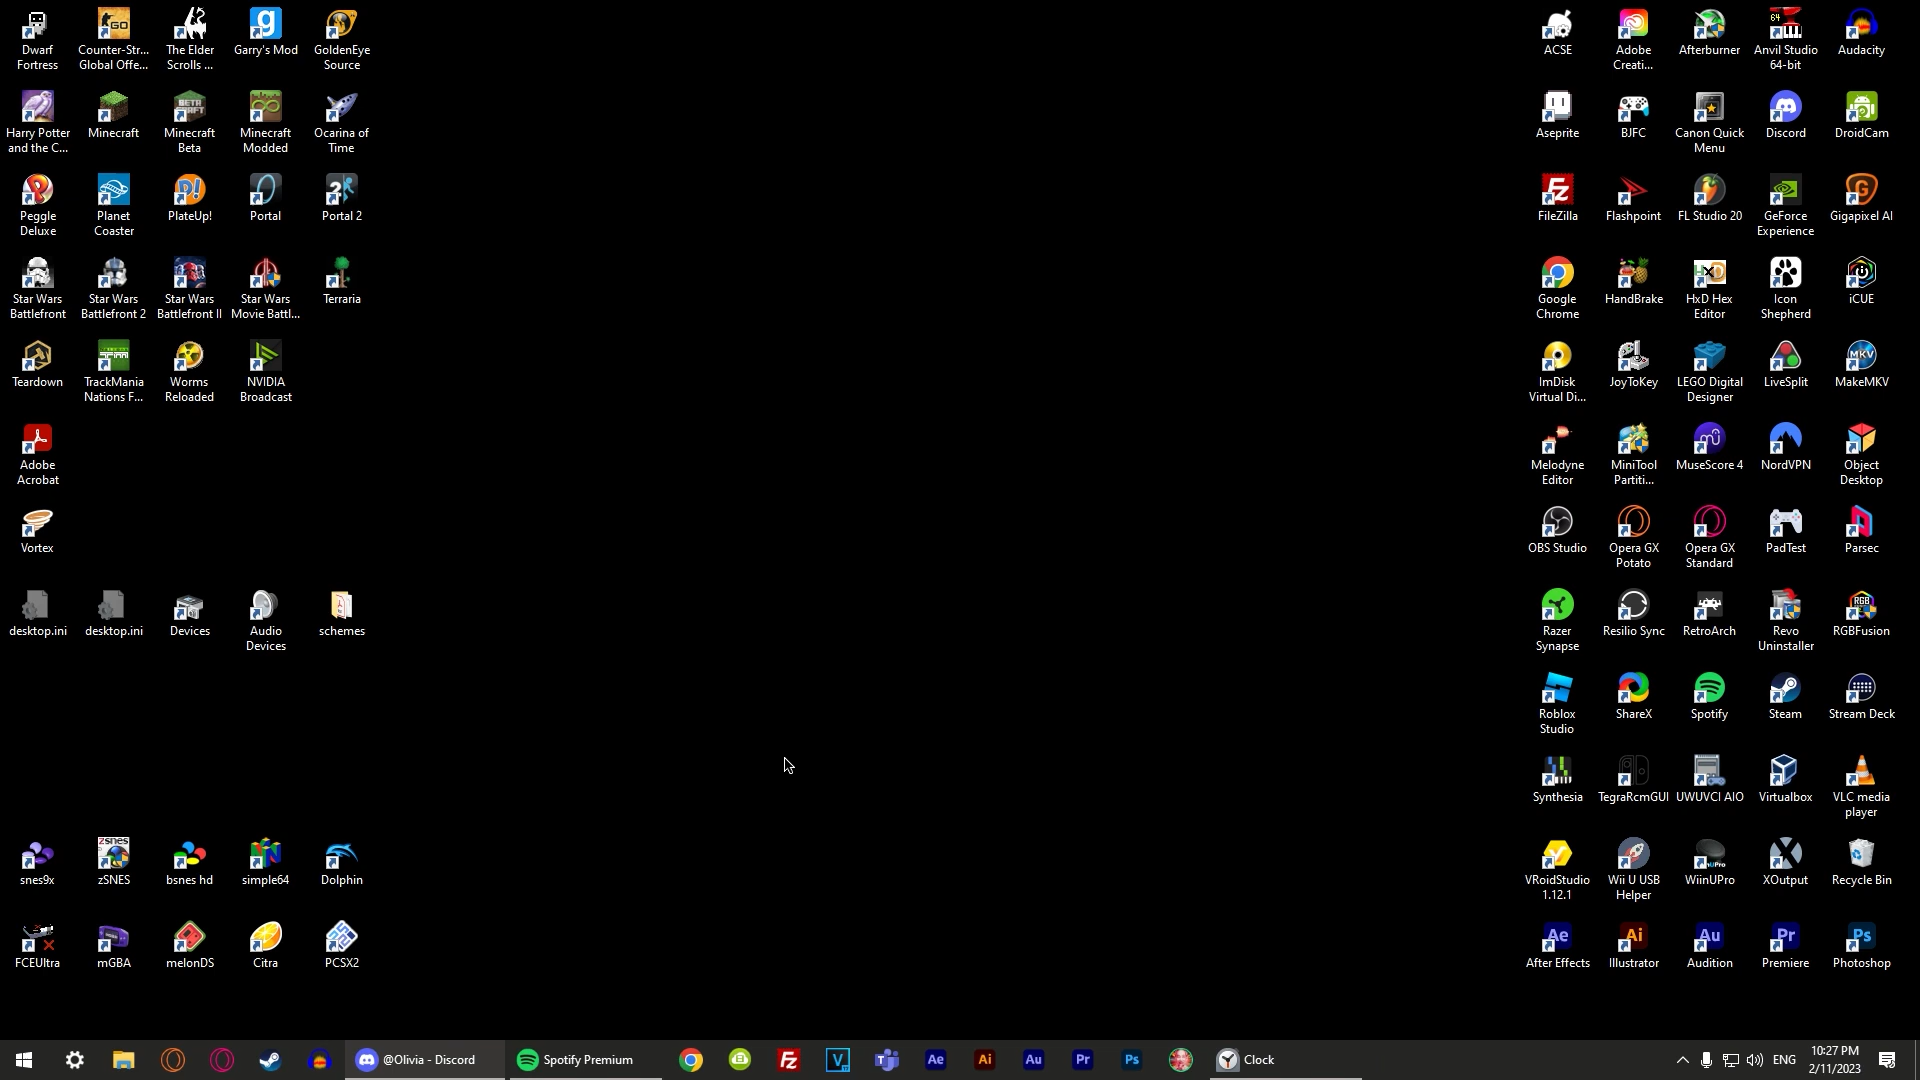 Dwarf
Fortress
Counter-Str...
Global Offe...
The Elder
Scrolls ...
Garry's Mod
GoldenEye
Source
Harry Potter
and the C...
Minecraft
Minecraft
Beta
Minecraft
Modded
Ocarina of
Time
Peggle
Deluxe
Planet
Coaster
PlateUp!
Portal
Portal 2
Star Wars
Battlefront
Star Wars
Battlefront 2
Star Wars
Battlefront II
Star Wars
Movie Battl...
Terraria
Teardown
TrackMania
Nations F...
Worms
Reloaded
NVIDIA
Broadcast
Adobe
Acrobat
Vortex
desktop.ini
desktop.ini
Devices
Audio
Devices
schemes
snes9x
zSNES
bsnes hd
simple64
Dolphin
FCEUltra
mGBA
melonDS
Citra
PCSX2
ACSE
Adobe
Creati...
Afterburner
Anvil Studio
64-bit
Audacity
Aseprite
BJFC
Canon Quick
Menu
Discord
DroidCam
FileZilla
Flashpoint
FL Studio 20
GeForce
Experience
Gigapixel AI
Google
Chrome
HandBrake
HxD Hex
Editor
Icon
Shepherd
iCUE
ImDisk
Virtual Di...
JoyToKey
LEGO Digital
Designer
LiveSplit
MakeMKV
Melodyne
Editor
MiniTool
Partiti...
MuseScore 4
NordVPN
Object
Desktop
OBS Studio
Opera GX
Potato
Opera GX
Standard
PadTest
Parsec
Razer
Synapse
Resilio Sync
RetroArch
Revo
Uninstaller
RGBFusion
Roblox
Studio
ShareX
Spotify
Steam
Stream Deck
Synthesia
TegraRcmGUI
UWUVCI AIO
Virtualbox
VLC media
player
VRoidStudio
1.12.1
Wii U USB
Helper
WiinUPro
XOutput
Recycle Bin
After Effects
Illustrator
Audition
Premiere
Photoshop
@Olivia - Discord
Spotify Premium
Clock
ENG
10:27 PM
2/11/2023